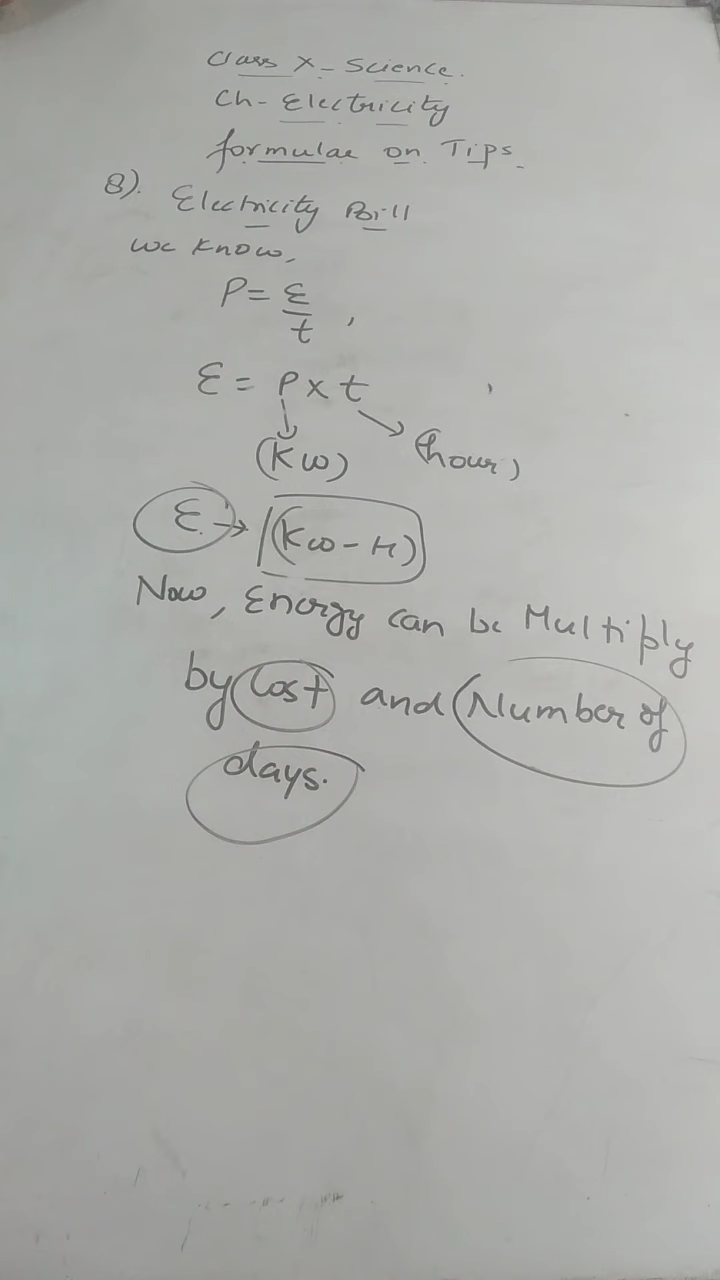 Class X - Science.
Ch - Electricity
formulae on Tips
8). Electricity Bill
we know,
P = E
t ,
E = P x t
(Kw) (hour)
E → (Kw - H)
Now, Energy can be Multiply
by Cost and Number of
days.